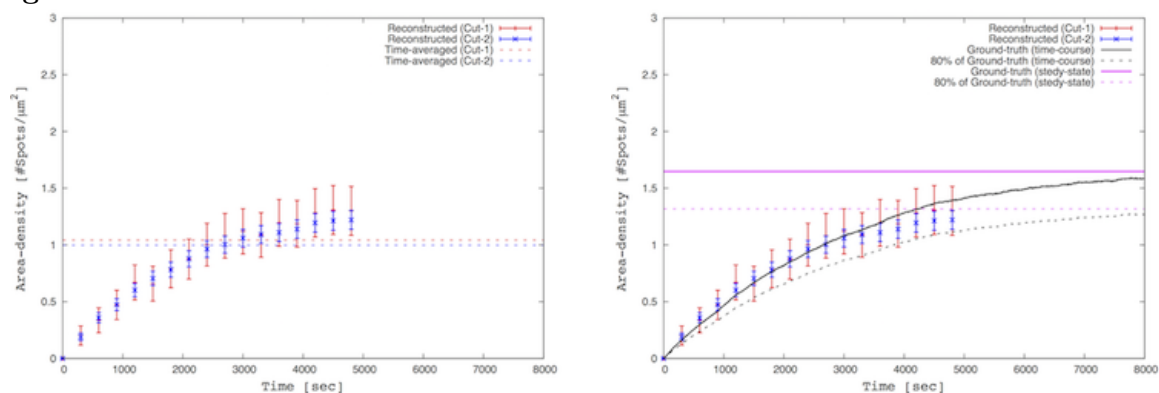 3
2.5
2
1.5
1
0.5
0
Area-density [#Spots/μm²]
0 1000 2000 3000 4000 5000 6000 7000 8000
Time [sec]
Reconstructed (Cut-1)
Reconstructed (Cut-2)
Time-averaged (Cut-1)
Time-averaged (Cut-2)
3
2.5
2
1.5
1
0.5
0
Area-density [#Spots/μm²]
0 1000 2000 3000 4000 5000 6000 7000 8000
Time [sec]
Reconstructed (Cut-1)
Reconstructed (Cut-2)
Ground-truth (time-course)
80% of Ground-truth (time-course)
Ground-truth (stedy-state)
80% of Ground-truth (stedy-state)